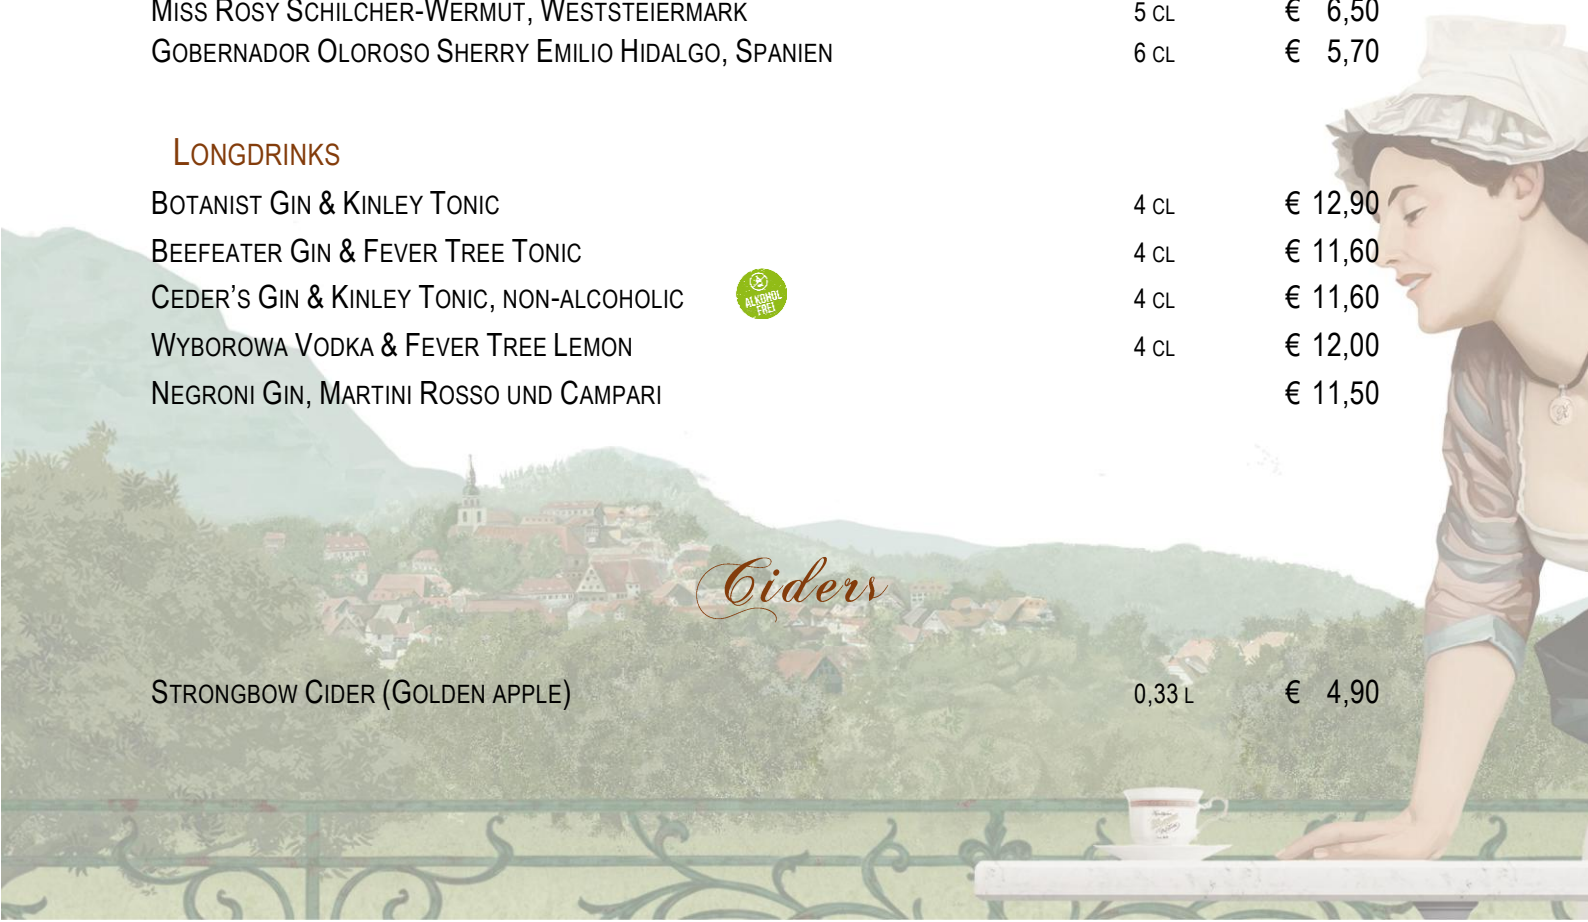 Miss Rosy Schilcher-Wermut, Weststeiermark 5 cl € 6,50
Gobernador Oloroso Sherry Emilio Hidalgo, Spanien 6 cl € 5,70
Longdrinks
Botanist Gin & Kinley Tonic 4 cl € 12,90
Beefeater Gin & Fever Tree Tonic 4 cl € 11,60
Ceder's Gin & Kinley Tonic, non-alcoholic ALKOHOL FREI 4 cl € 11,60
Wyborowa Vodka & Fever Tree Lemon 4 cl € 12,00
Negroni Gin, Martini Rosso und Campari € 11,50
Ciders
Strongbow Cider (Golden apple) 0,33 l € 4,90